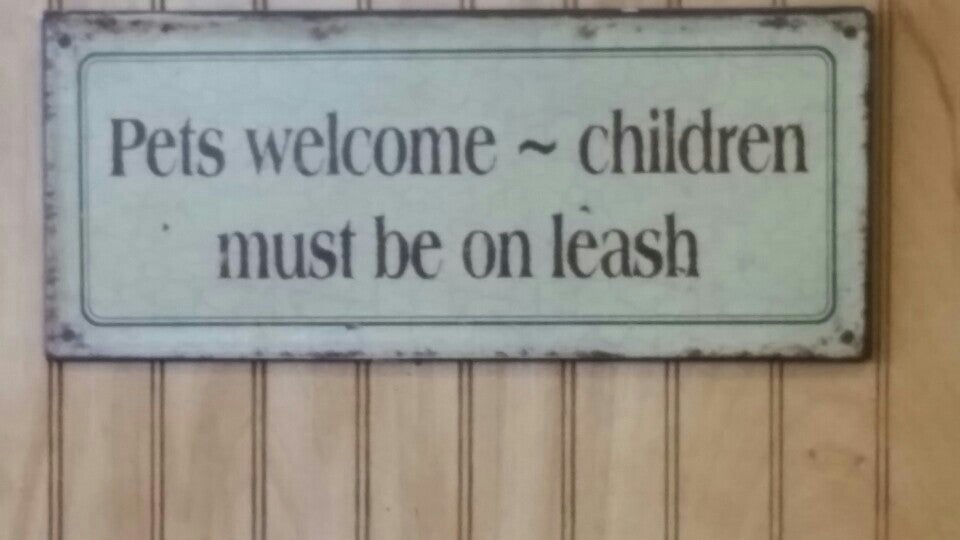 Pets welcome ~ children
must be on leash